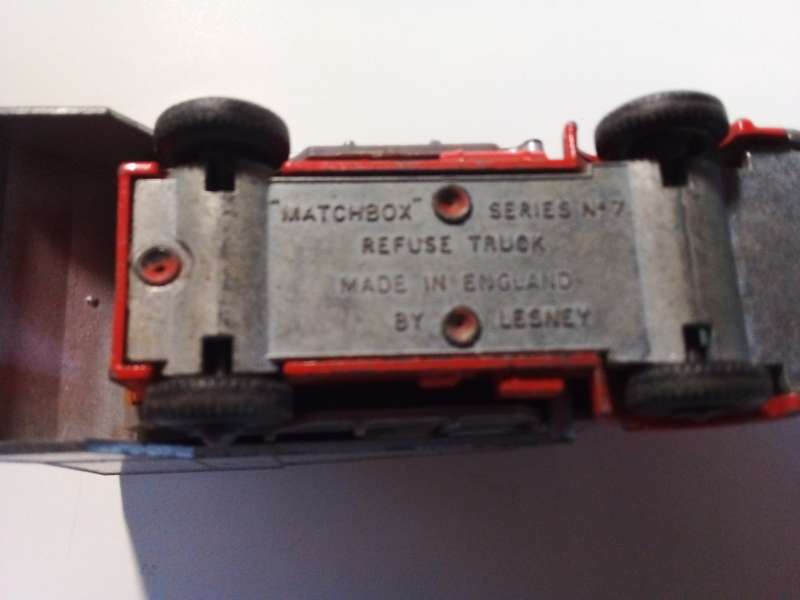 "MATCHBOX" SERIES No 7
REFUSE TRUCK
MADE IN ENGLAND
BY LESNEY